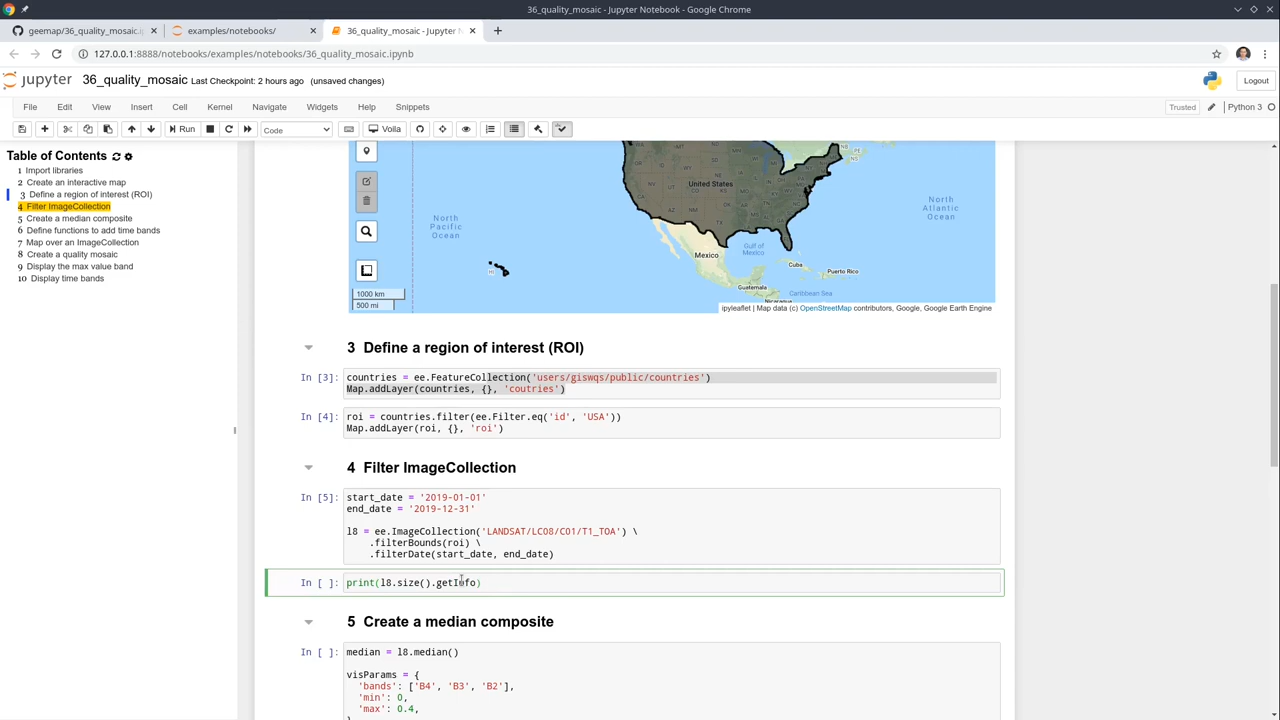 36_quality_mosaic - Jupyter Notebook - Google Chrome
geemap/36_quality_mosaic.i
examples/notebooks/
36_quality_mosaic - Jupyter N
127.0.0.1:8888/notebooks/examples/notebooks/36_quality_mosaic.ipynb
jupyter 36_quality_mosaic Last Checkpoint: 2 hours ago (unsaved changes)
Logout
File Edit View Insert Cell Kernel Navigate Widgets Help Snippets
Trusted
Python 3
Run
Code
Voila
Table of Contents
1 Import libraries
2 Create an interactive map
3 Define a region of interest (ROI)
4 Filter ImageCollection
5 Create a median composite
6 Define functions to add time bands
7 Map over an ImageCollection
8 Create a quality mosaic
9 Display the max value band
10 Display time bands
United States
North
Pacific
Ocean
North
Atlantic
Ocean
Gulf of
Mexico
Mexico
Cuba
Puerto Rico
Guatemala
Caribbean Sea
Nicaragua
1000 km
500 mi
ipyleaflet | Map data (c) OpenStreetMap contributors, Google, Google Earth Engine
3 Define a region of interest (ROI)
In [3]: countries = ee.FeatureCollection('users/giswqs/public/countries')
Map.addLayer(countries, {}, 'coutries')
In [4]: roi = countries.filter(ee.Filter.eq('id', 'USA'))
Map.addLayer(roi, {}, 'roi')
4 Filter ImageCollection
In [5]: start_date = '2019-01-01'
end_date = '2019-12-31'
l8 = ee.ImageCollection('LANDSAT/LC08/C01/T1_TOA') \
.filterBounds(roi) \
.filterDate(start_date, end_date)
In [ ]: print(l8.size().getInfo)
5 Create a median composite
In [ ]: median = l8.median()
visParams = {
'bands': ['B4', 'B3', 'B2'],
'min': 0,
'max': 0.4,